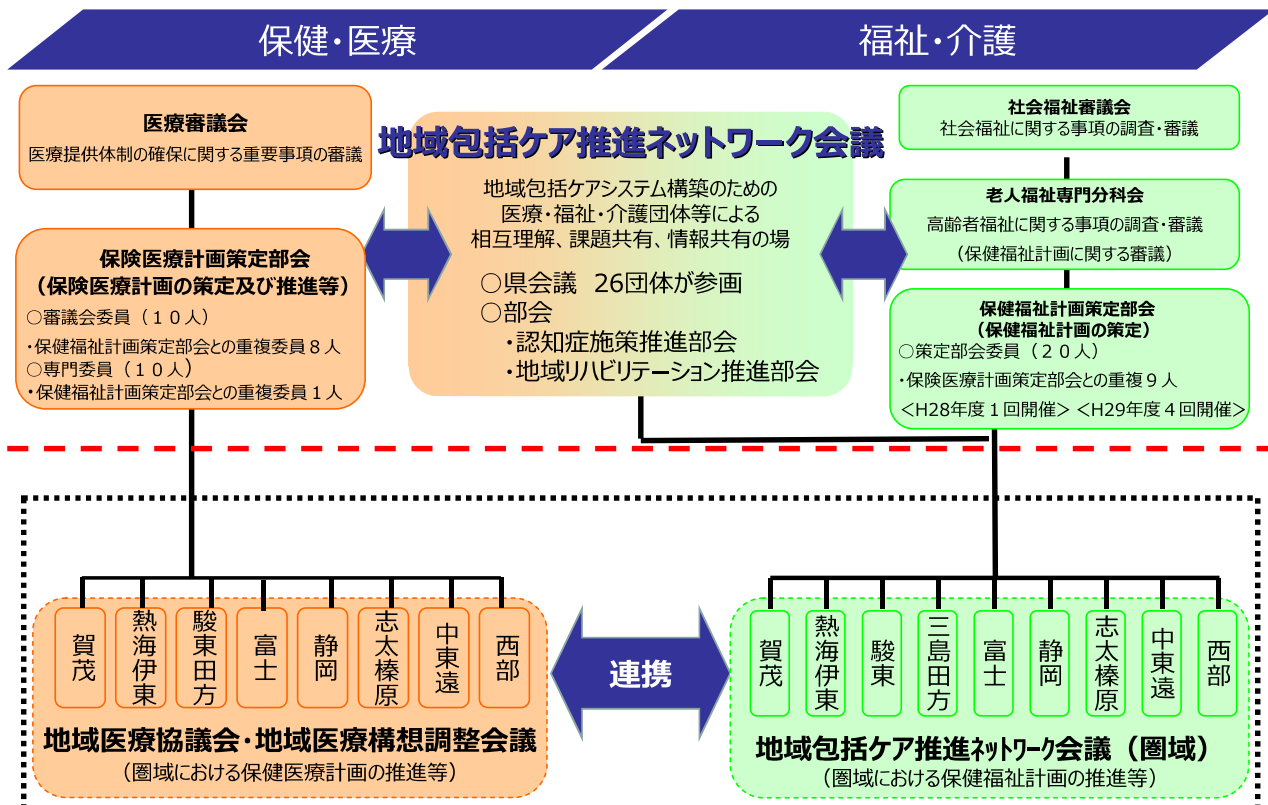 保健・医療
福祉・介護
医療審議会
医療提供体制の確保に関する重要事項の審議
保険医療計画策定部会
（保険医療計画の策定及び推進等）
○審議会委員（１０人）
・保健福祉計画策定部会との重複委員８人
○専門委員（１０人）
・保健福祉計画策定部会との重複委員１人
地域包括ケア推進ネットワーク会議
地域包括ケアシステム構築のための
医療・福祉・介護団体等による
相互理解、課題共有、情報共有の場
○県会議 26団体が参画
○部会
・認知症施策推進部会
・地域リハビリテーション推進部会
社会福祉審議会
社会福祉に関する事項の調査・審議
老人福祉専門分科会
高齢者福祉に関する事項の調査・審議
（保健福祉計画に関する審議）
保健福祉計画策定部会
（保健福祉計画の策定）
○策定部会委員（２０人）
・保険医療計画策定部会との重複９人
＜H28年度１回開催＞ ＜H29年度４回開催＞
賀茂
熱海伊東
駿東田方
富士
静岡
志太榛原
中東遠
西部
地域医療協議会・地域医療構想調整会議
（圏域における保健医療計画の推進等）
連携
賀茂
熱海伊東
駿東
三島田方
富士
静岡
志太榛原
中東遠
西部
地域包括ケア推進ネットワーク会議（圏域）
（圏域における保健福祉計画の推進等）